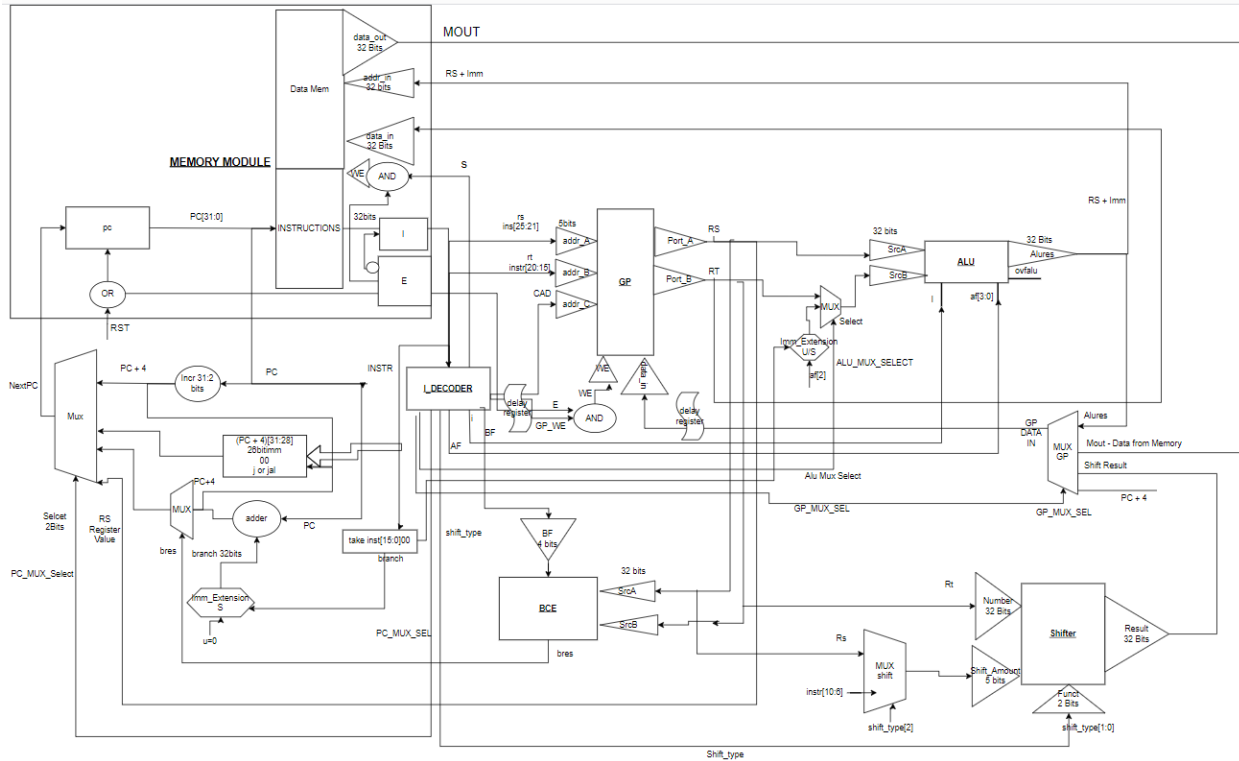 MOUT
data_out
32 Bits
RS + Imm
addr_in
32 bits
Data Mem
data_in
32 Bits
MEMORY MODULE
S
WE
AND
PC[31:0]
32bits
pc
INSTRUCTIONS
I
E
OR
RST
rs
ins[25:21]
5bits
addr_A
rt
instr[20:15]
addr_B
CAD
addr_C
GP
RS
Port_A
RT
Port_B
32 bits
SrcA
SrcB
ALU
32 Bits
Alures
ovfalu
RS + Imm
I
af[3:0]
MUX
Select
Imm_Extension
U/S
ALU_MUX_SELECT
af[2]
NextPC
PC + 4
Incr 31:2
bits
PC
INSTR
Mux
I_DECODER
i
delay
register
E
GP_WE
WE
WE
AND
data_in
delay
register
AF
BF
(PC + 4)[31:28]
26bitimm
00
j or jal
GP
DATA
IN
Alures
MUX
GP
Mout - Data from Memory
Shift Result
PC + 4
GP_MUX_SEL
Alu Mux Select
GP_MUX_SEL
PC+4
MUX
adder
PC
Selcet
2Bits
RS
Register
Value
bres
branch 32bits
take inst[15:0]00
branch
shift_type
BF
4 bits
PC_MUX_Select
Imm_Extension
S
u=0
BCE
32 bits
SrcA
SrcB
PC_MUX_SEL
bres
Rt
Number
32 Bits
Shifter
Result
32 Bits
Rs
MUX
shift
Shift_Amount
5 bits
instr[10:6]
Funct
2 Bits
shift_type[2]
shift_type[1:0]
Shift_type